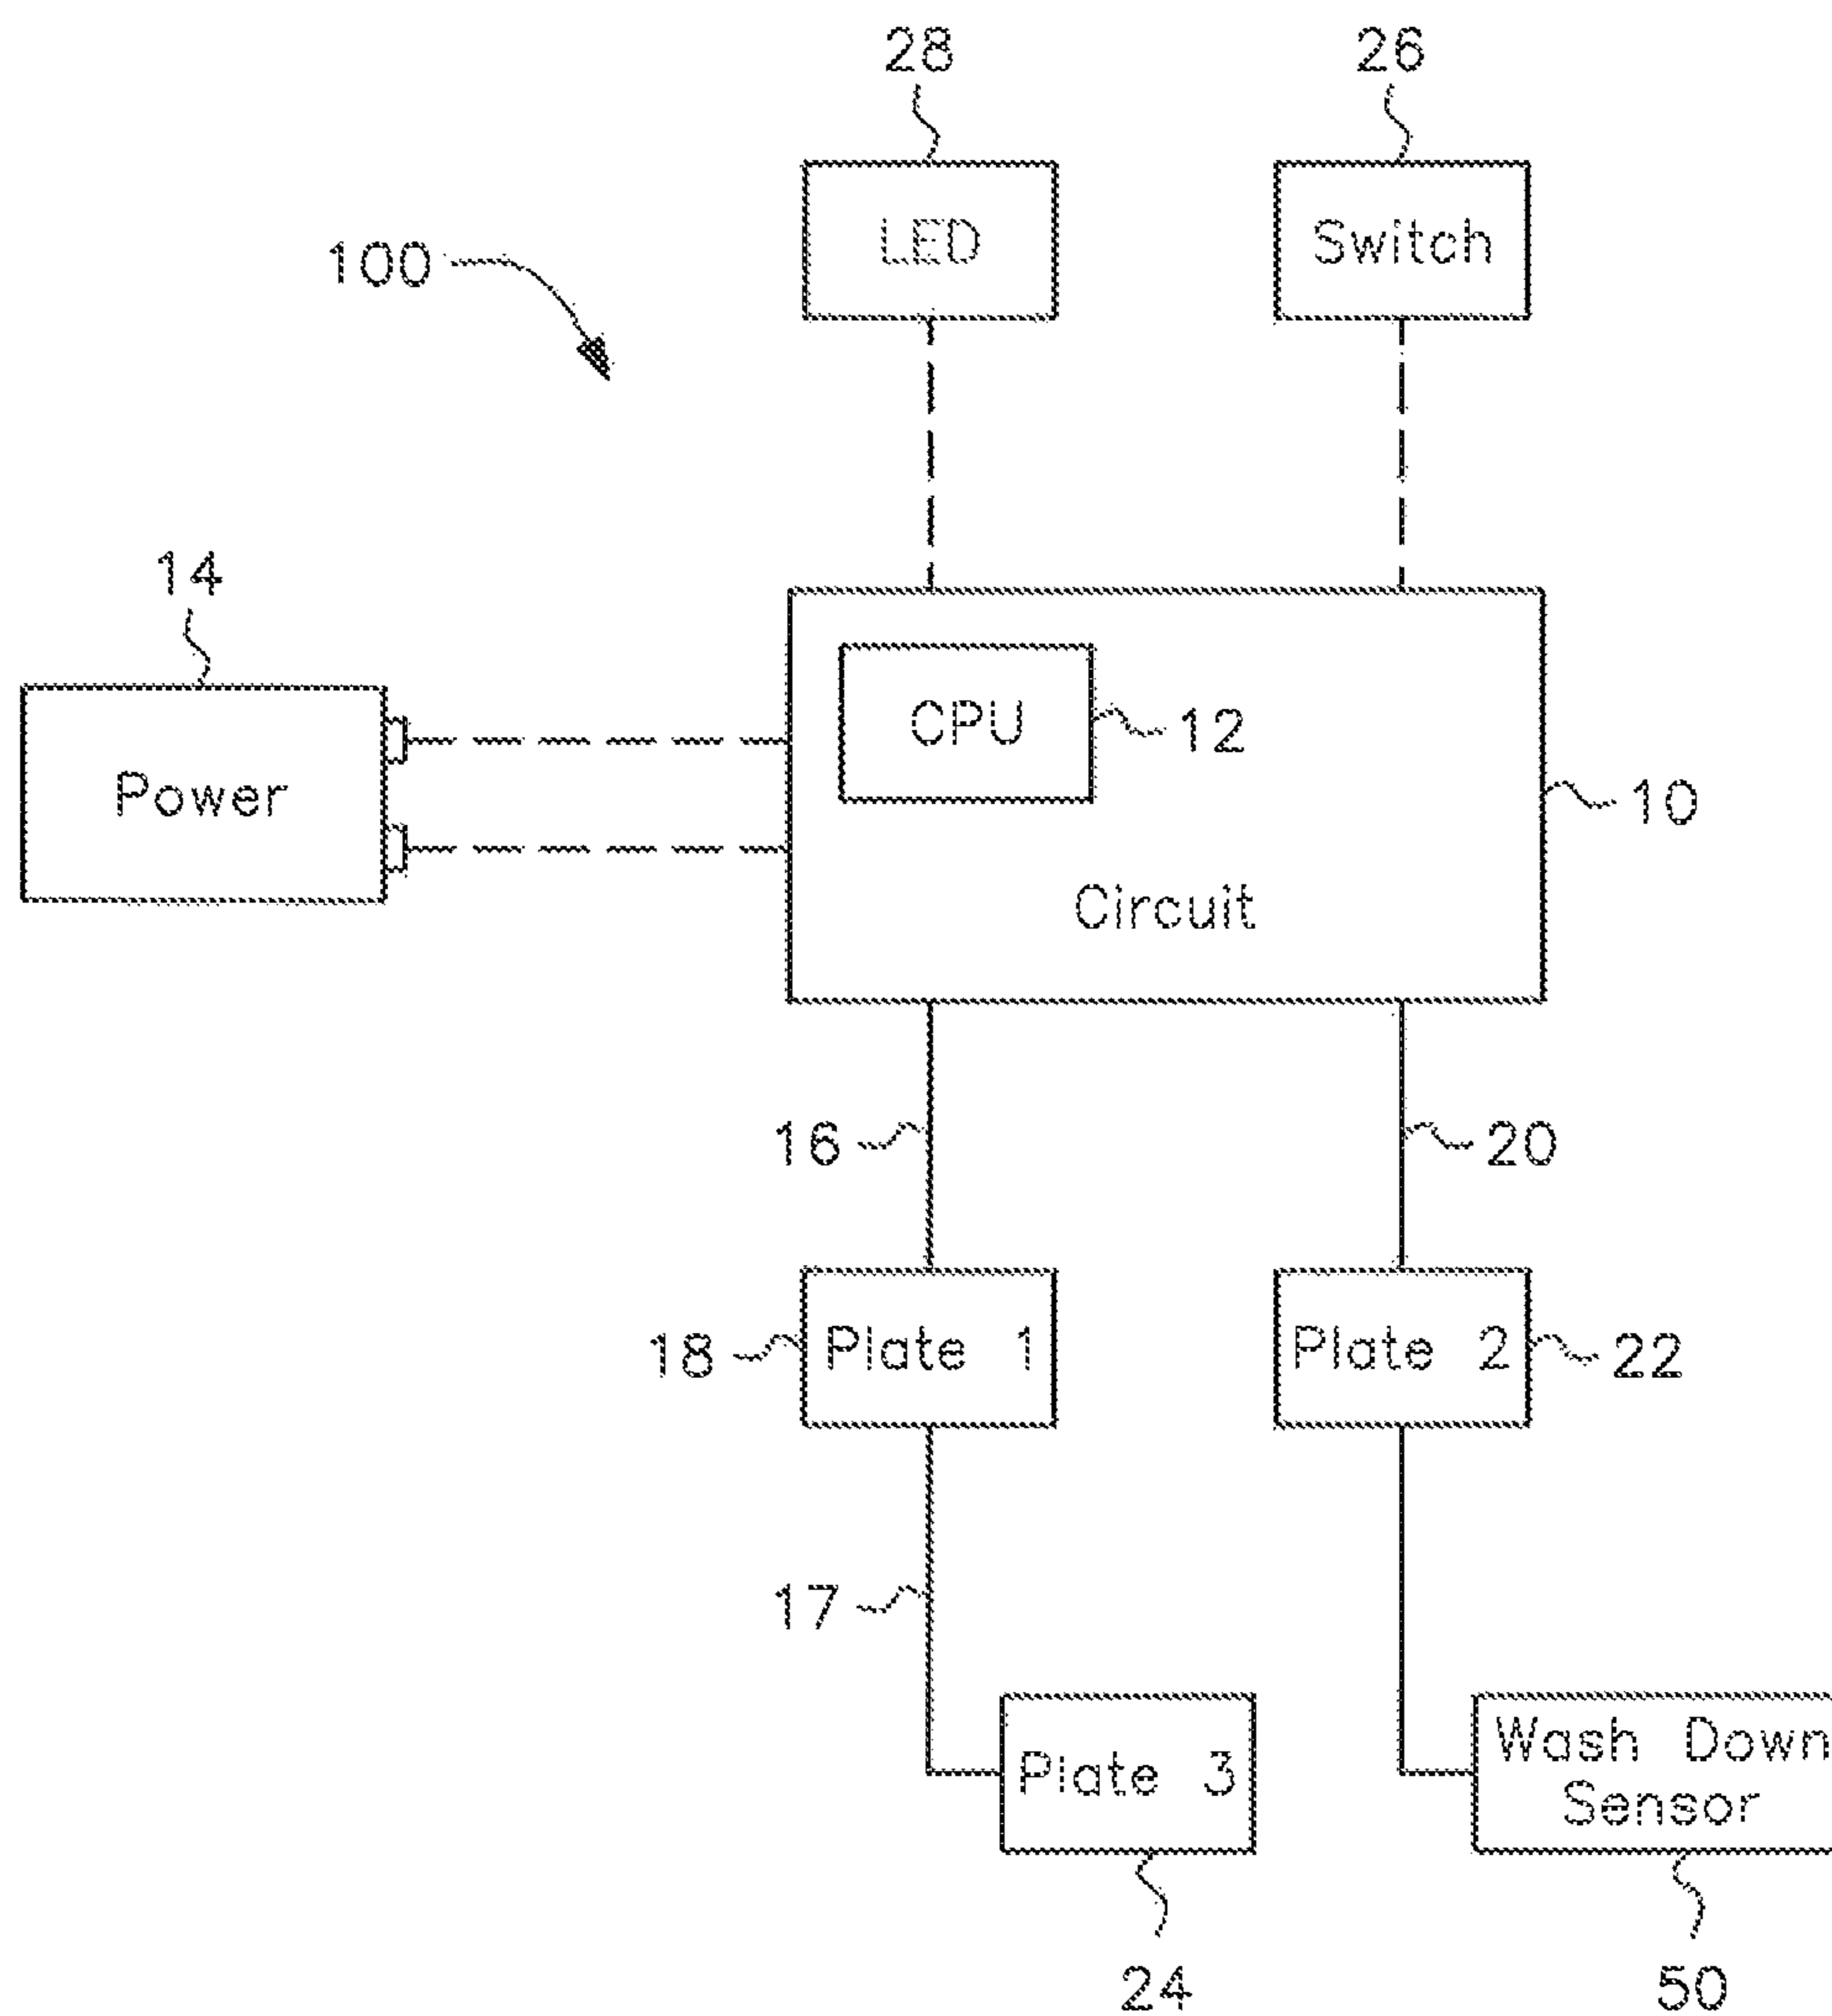 28
26
LED
Switch
100
14
CPU
12
Power
10
Circuit
16
20
18
Plate 1
Plate 2
22
17
Plate 3
Wash Down
Sensor
24
50